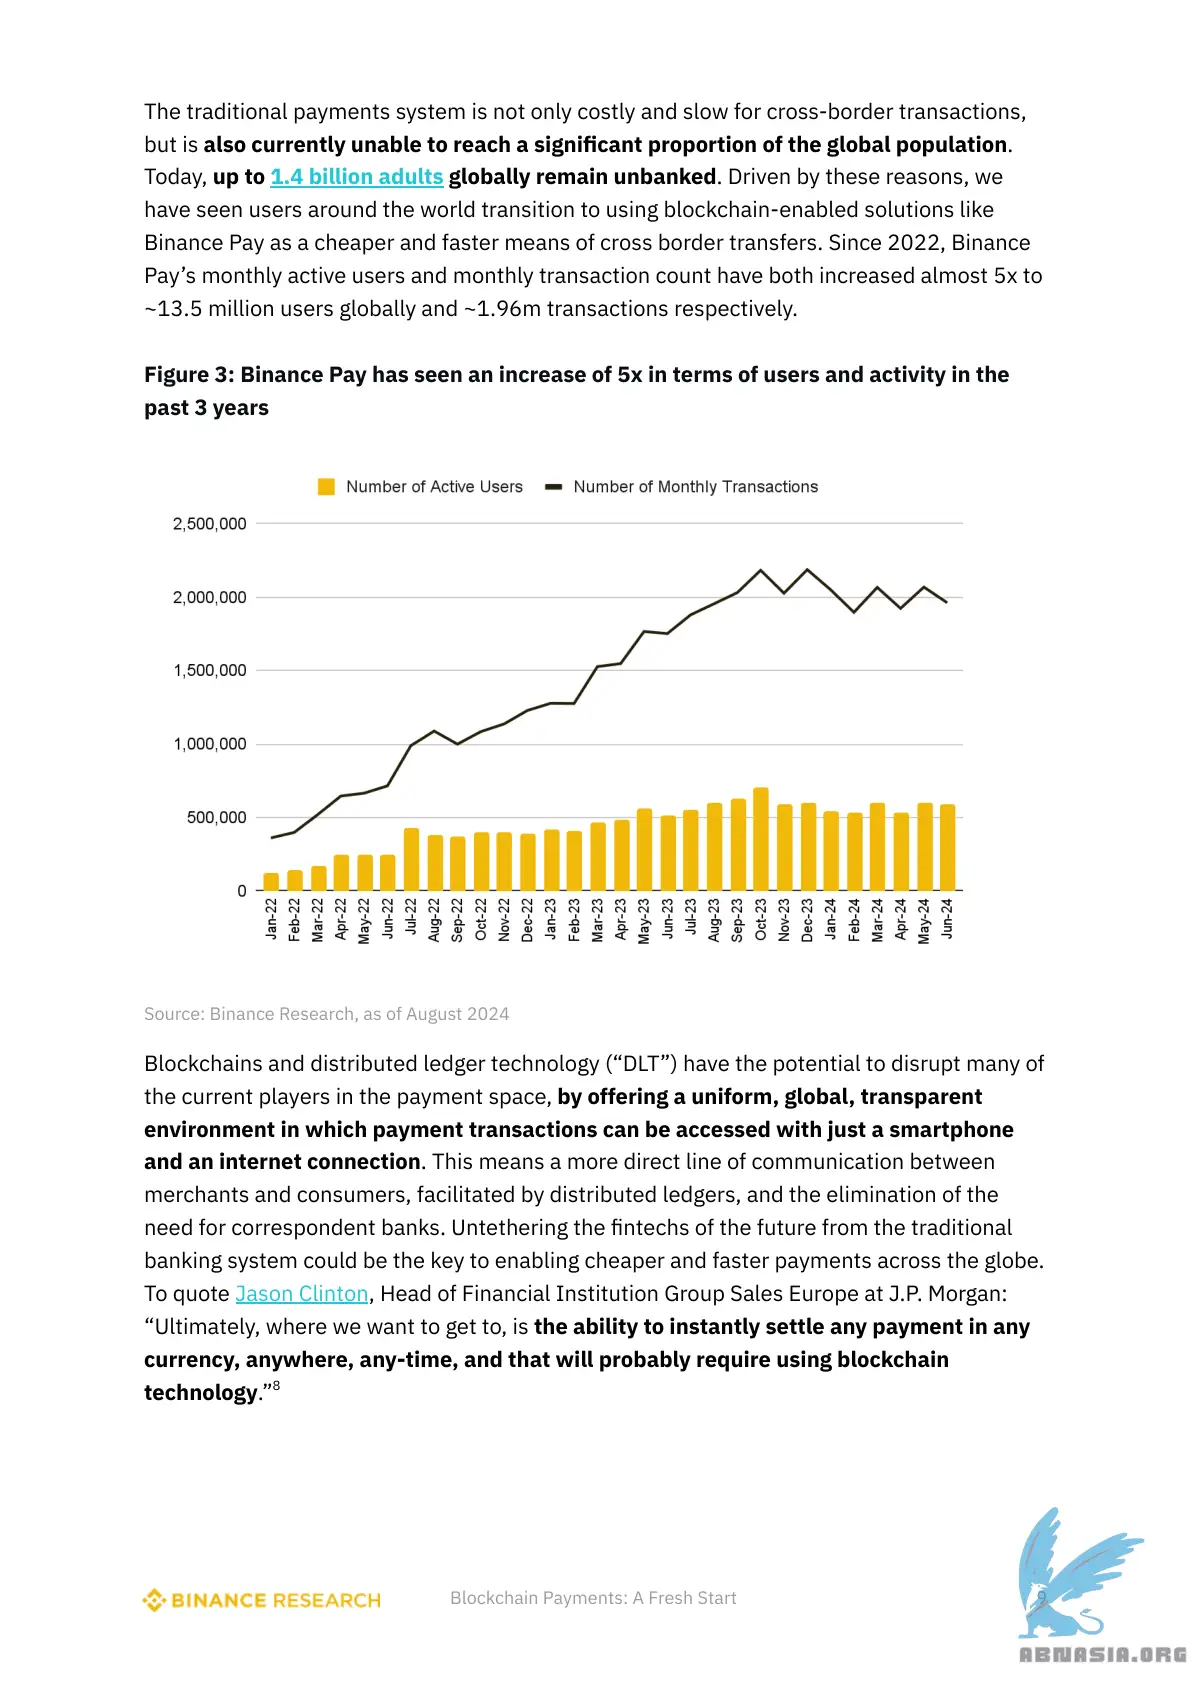 The traditional payments system is not only costly and slow for cross-border transactions,
but is also currently unable to reach a significant proportion of the global population.
Today, up to 1.4 billion adults globally remain unbanked. Driven by these reasons, we
have seen users around the world transition to using blockchain-enabled solutions like
Binance Pay as a cheaper and faster means of cross border transfers. Since 2022, Binance
Pay’s monthly active users and monthly transaction count have both increased almost 5x to
~13.5 million users globally and ~1.96m transactions respectively.
Figure 3: Binance Pay has seen an increase of 5x in terms of users and activity in the
past 3 years
Number of Active Users Number of Monthly Transactions
2,500,000
2,000,000
1,500,000
1,000,000
500,000
0
Jan-22
Feb-22
Mar-22
Apr-22
May-22
Jun-22
Jul-22
Aug-22
Sep-22
Oct-22
Nov-22
Dec-22
Jan-23
Feb-23
Mar-23
Apr-23
May-23
Jun-23
Jul-23
Aug-23
Sep-23
Oct-23
Nov-23
Dec-23
Jan-24
Feb-24
Mar-24
Apr-24
May-24
Jun-24
Source: Binance Research, as of August 2024
Blockchains and distributed ledger technology (“DLT”) have the potential to disrupt many of
the current players in the payment space, by offering a uniform, global, transparent
environment in which payment transactions can be accessed with just a smartphone
and an internet connection. This means a more direct line of communication between
merchants and consumers, facilitated by distributed ledgers, and the elimination of the
need for correspondent banks. Untethering the fintechs of the future from the traditional
banking system could be the key to enabling cheaper and faster payments across the globe.
To quote Jason Clinton, Head of Financial Institution Group Sales Europe at J.P. Morgan:
“Ultimately, where we want to get to, is the ability to instantly settle any payment in any
currency, anywhere, any-time, and that will probably require using blockchain
technology.”8
BINANCE RESEARCH
Blockchain Payments: A Fresh Start
9
ABNASIA.ORG